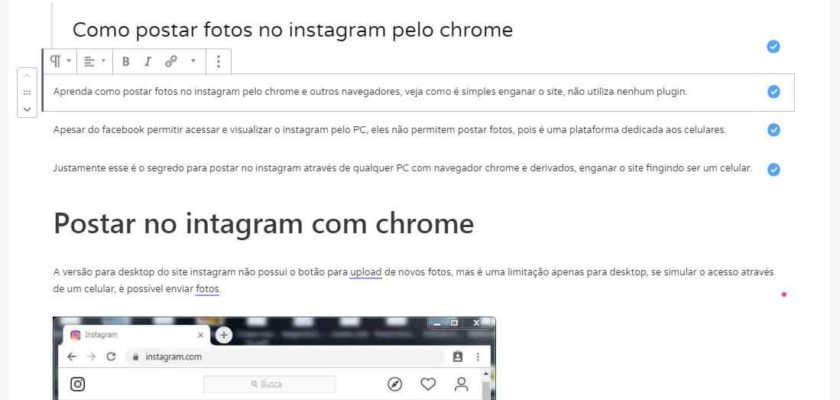 Como postar fotos no instagram pelo chrome
B I
Aprenda como postar fotos no instagram pelo chrome e outros navegadores, veja como é simples enganar o site, não utiliza nenhum plugin.
Apesar do facebook permitir acessar e visualizar o instagram pelo PC, eles não permitem postar fotos, pois é uma plataforma dedicada aos celulares.
Justamente esse é o segredo para postar no instagram através de qualquer PC com navegador chrome e derivados, enganar o site fingindo ser um celular.
Postar no intagram com chrome
A versão para desktop do site instagram não possui o botão para upload de novos fotos, mas é uma limitação apenas para desktop, se simular o acesso através
de um celular, é possível enviar fotos.
Instagram
instagram.com
Busca